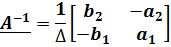 A⁻¹ = 1/Δ [ b₂ −a₂
−b₁ a₁ ]